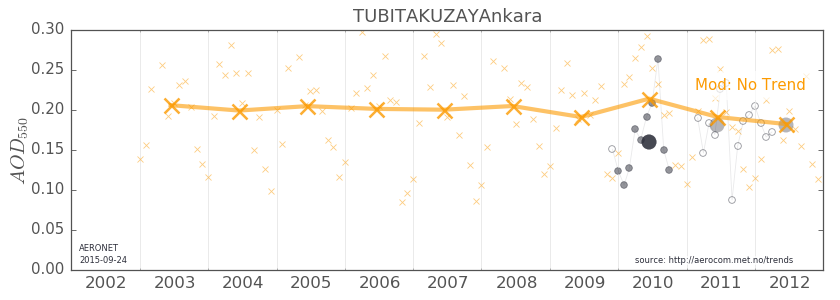 TUBITAKUZAYAnkara
0.30
0.25
0.20
0.15
0.10
0.05
0.00
AOD550
Mod: No Trend
AERONET
2015-09-24
source: http://aerocom.met.no/trends
2002 2003 2004 2005 2006 2007 2008 2009 2010 2011 2012